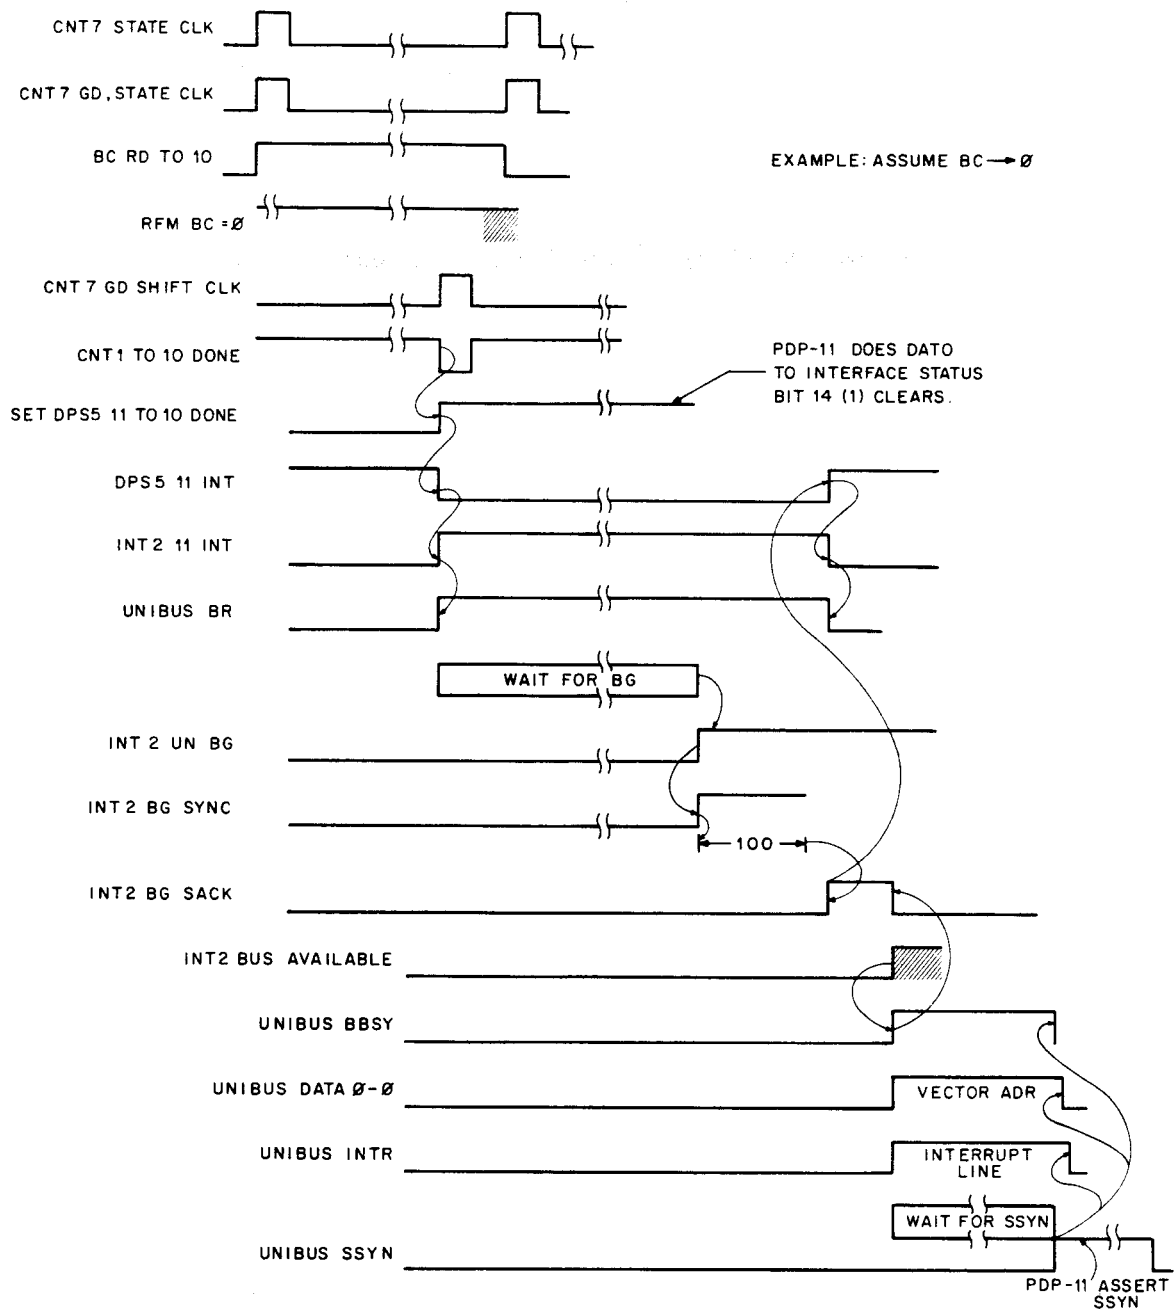 CNT7 STATE CLK
CNT7 GD, STATE CLK
BC RD TO 10
EXAMPLE: ASSUME BC → Ø
RFM BC = Ø
CNT7 GD SHIFT CLK
CNT1 TO 10 DONE
PDP-11 DOES DATO
TO INTERFACE STATUS
BIT 14 (1) CLEARS.
SET DPS5 11 TO 10 DONE
DPS5 11 INT
INT2 11 INT
UNIBUS BR
WAIT FOR BG
INT2 UN BG
INT2 BG SYNC
100
INT2 BG SACK
INT2 BUS AVAILABLE
UNIBUS BBSY
UNIBUS DATA Ø-Ø
VECTOR ADR
UNIBUS INTR
INTERRUPT
LINE
WAIT FOR SSYN
UNIBUS SSYN
PDP-11 ASSERT
SSYN